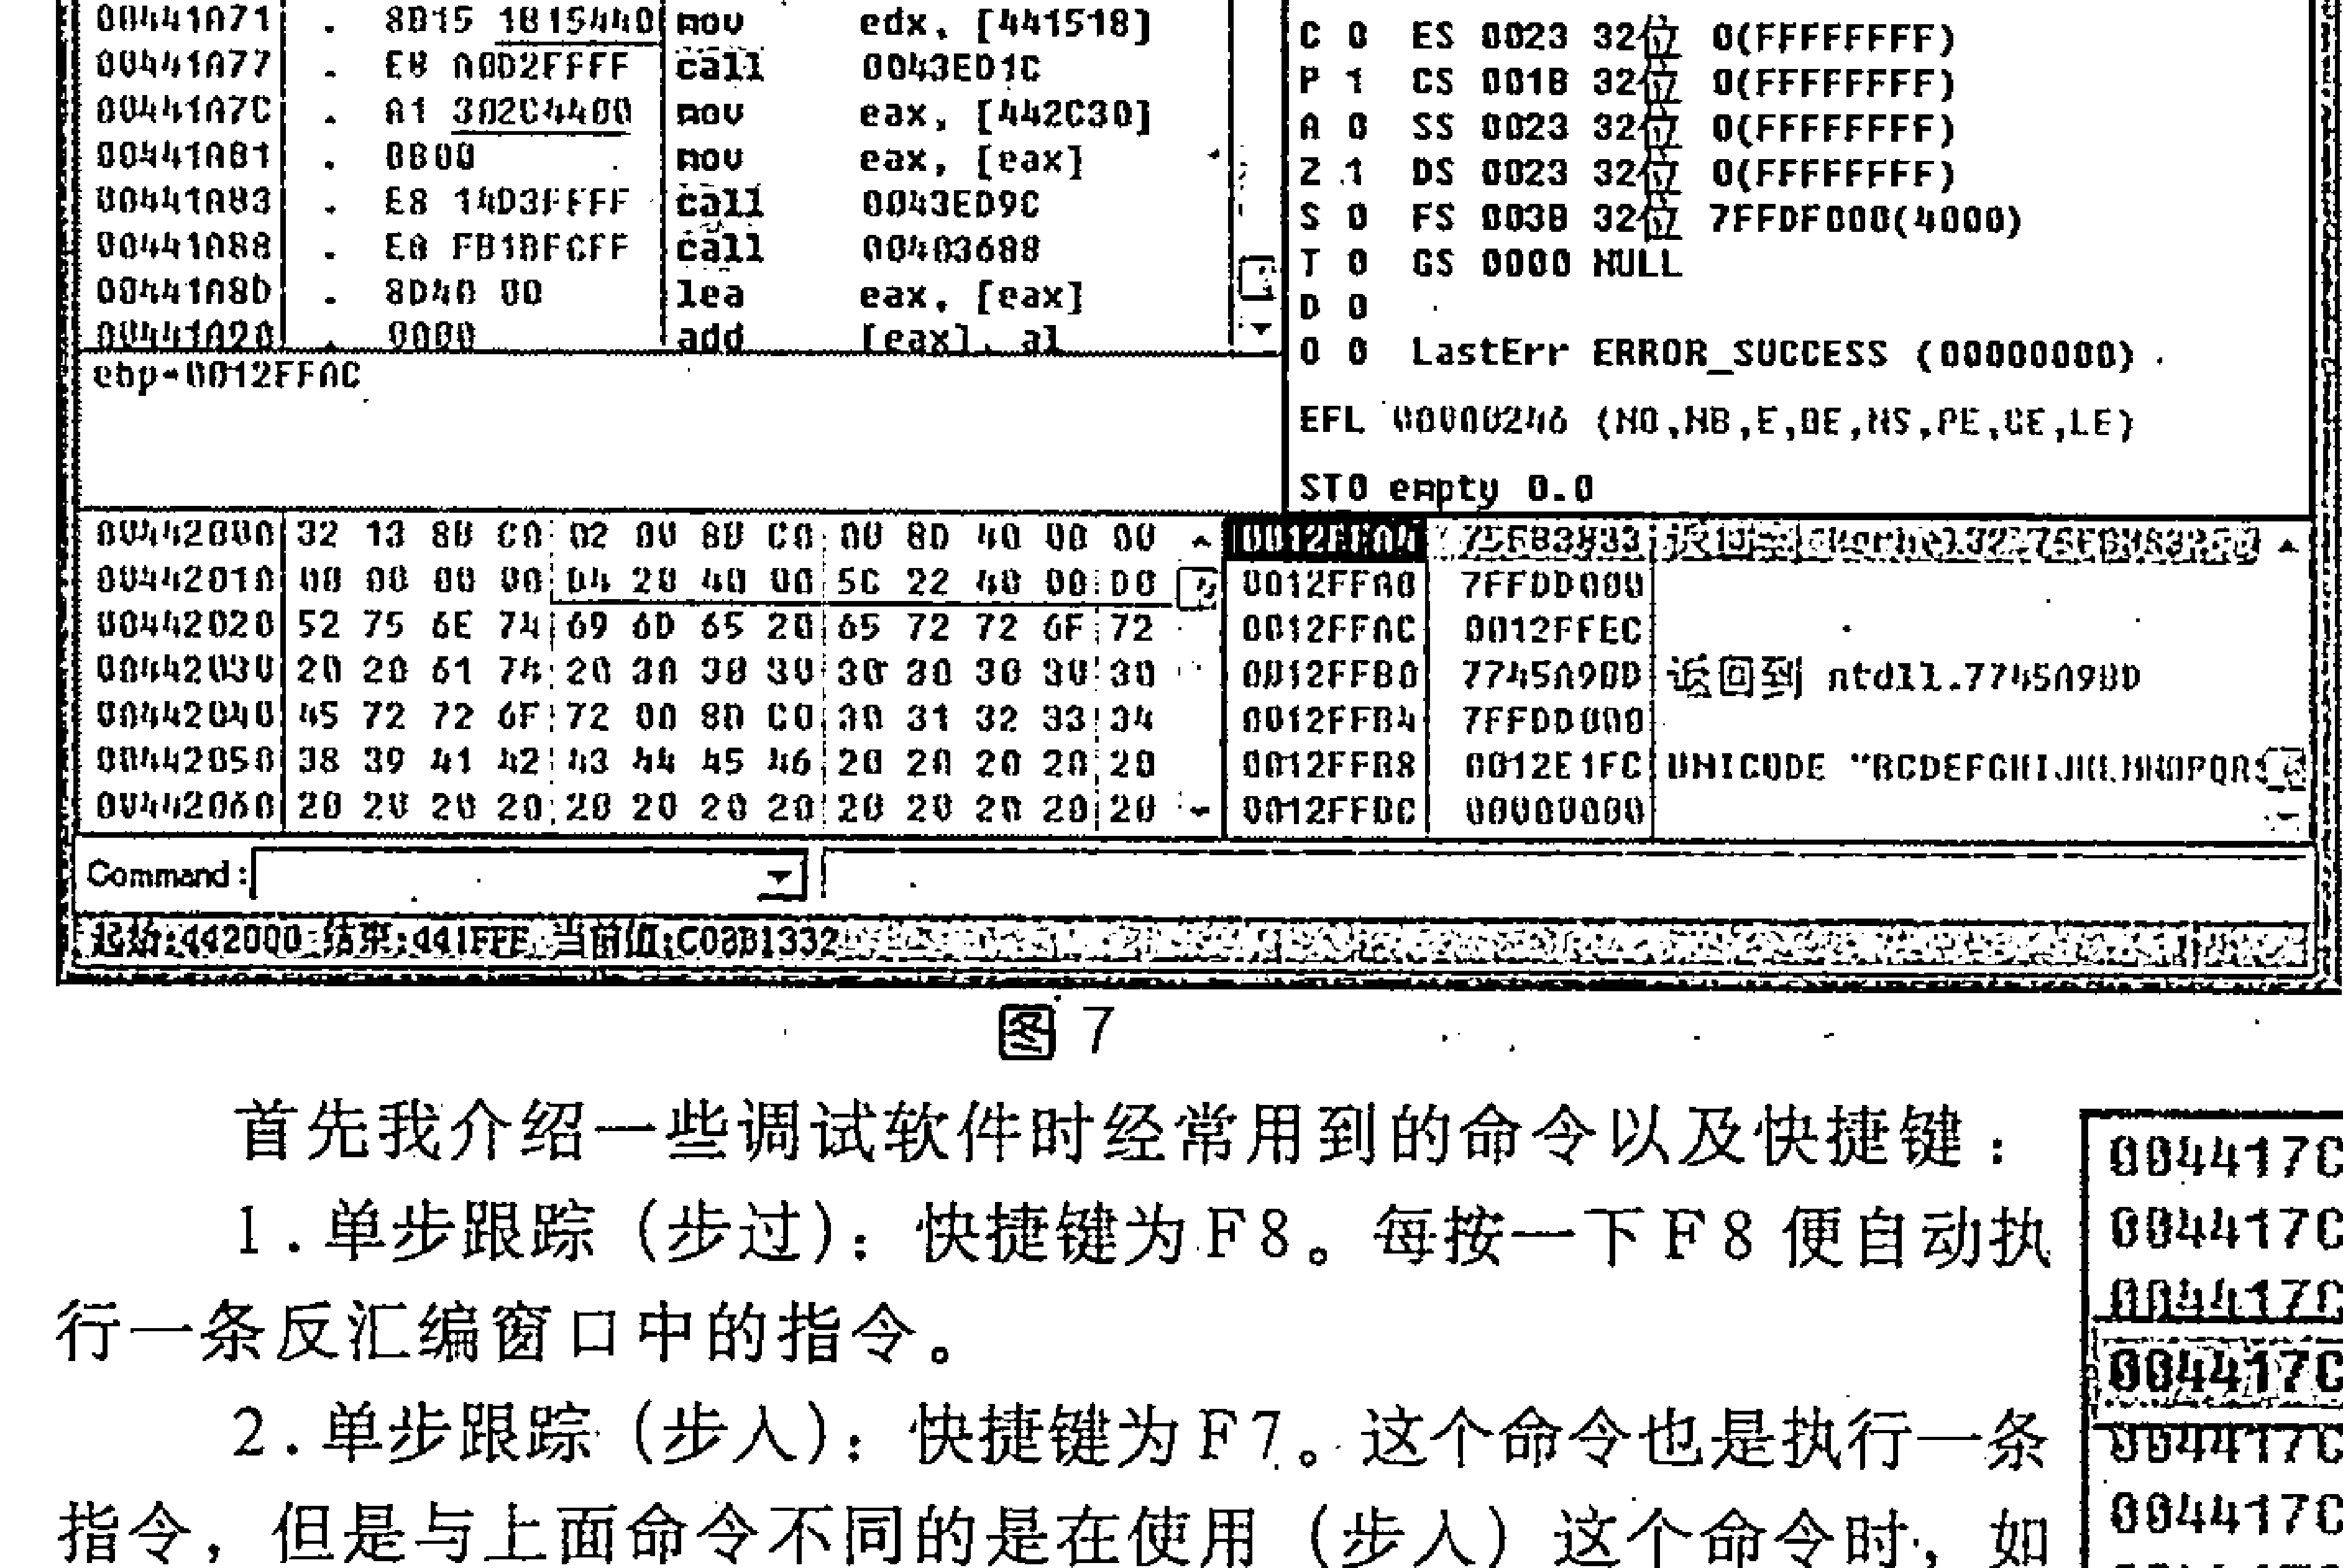 00441A71 . 8B15 18154400 mov edx, [441518]
00441A77 . E8 A0D2FFFF call 0043ED1C
00441A7C . A1 302C4400 mov eax, [442C30]
00441A81 . 8B00 mov eax, [eax]
00441A83 . E8 14D3FFFF call 0043ED9C
00441A88 . E8 FB1BFCFF call 00403688
00441A8D . 8D40 00 lea eax, [eax]
. 0000 add [eax], al
ebp=0012FFAC
C 0 ES 0023 32位 0(FFFFFFFF)
P 1 CS 001B 32位 0(FFFFFFFF)
A 0 SS 0023 32位 0(FFFFFFFF)
Z 1 DS 0023 32位 0(FFFFFFFF)
S 0 FS 003B 32位 7FFDF000(4000)
T 0 GS 0000 NULL
D 0
O 0 LastErr ERROR_SUCCESS (00000000)
EFL 00000246 (NO,NB,E,BE,NS,PE,GE,LE)
ST0 empty 0.0
00442000 32 13 8B C0 02 00 8B C0 00 8D 40 00 00
00442010 00 00 00 00 D4 20 40 00 5C 22 40 00 D0
00442020 52 75 6E 74 69 6D 65 20 65 72 72 6F 72
00442030 20 20 61 74 20 30 30 30 30 30 30 30 30
00442040 45 72 72 6F 72 00 8B C0 30 31 32 33 34
00442050 38 39 41 42 43 44 45 46 20 20 20 20 20
00442060 20 20 20 20 20 20 20 20 20 20 20 20 20
0012FFA4
0012FFA8 7FFDD000
0012FFAC 0012FFEC
0012FFB0 7745A9BD 返回到 ntdll.7745A9BD
0012FFB4 7FFDD000
0012FFB8 0012E1FC UNICODE
0012FFBC 00000000
Command :
起始:442000 结束:441FFF 当前值:C08B1332
图 7
首先我介绍一些调试软件时经常用到的命令以及快捷键：
1．单步跟踪（步过）：快捷键为F8。每按一下F8便自动执
行一条反汇编窗口中的指令。
2．单步跟踪（步入）：快捷键为F7。这个命令也是执行一条
指令，但是与上面命令不同的是在使用（步入）这个命令时，如
004417C
004417C
004417C
004417C
004417C
004417C